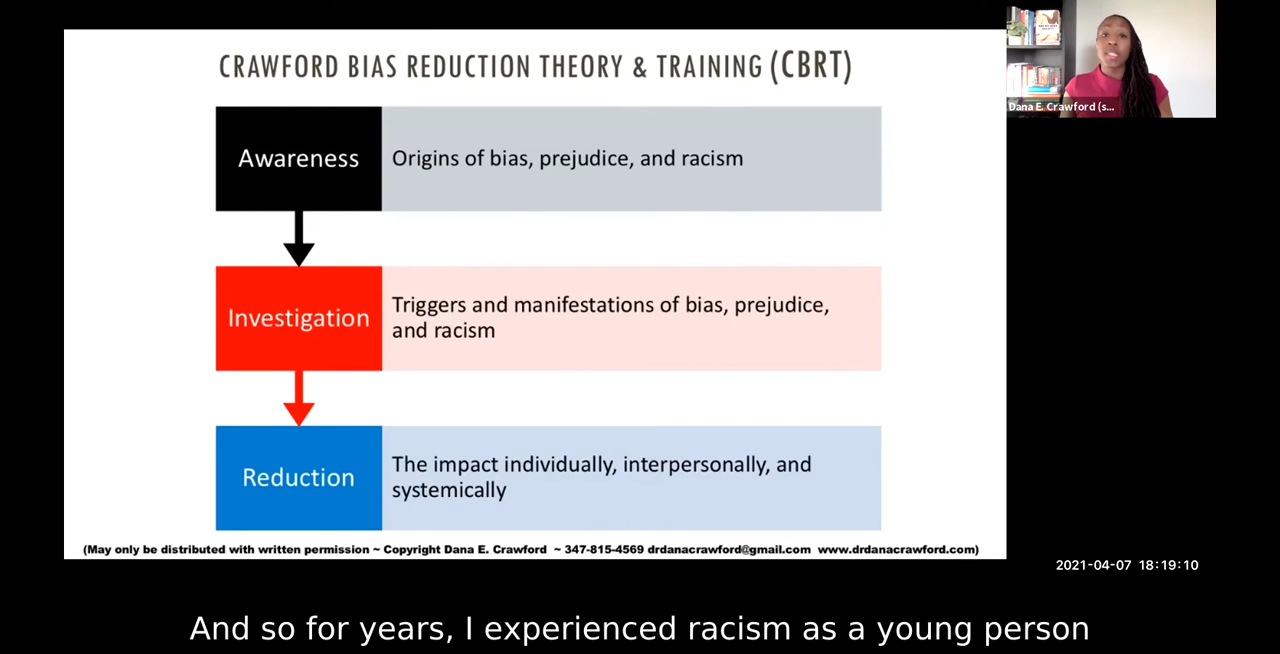 CRAWFORD BIAS REDUCTION THEORY & TRAINING (CBRT)
Awareness
Origins of bias, prejudice, and racism
Investigation
Triggers and manifestations of bias, prejudice,
and racism
Reduction
The impact individually, interpersonally, and
systemically
(May only be distributed with written permission ~ Copyright Dana E. Crawford ~ 347-815-4569 drdanacrawford@gmail.com www.drdanacrawford.com)
Dana E. Crawford (s...
2021-04-07 18:19:10
And so for years, I experienced racism as a young person